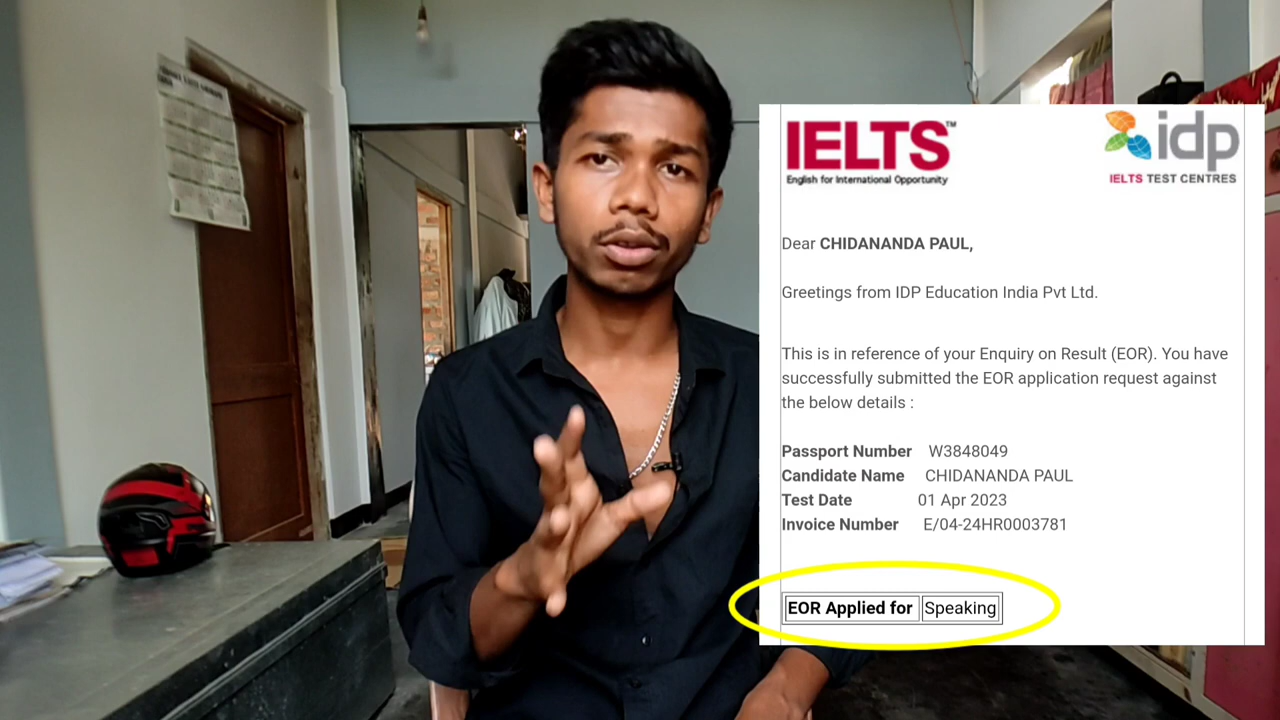 IELTS™
English for International Opportunity
idp
IELTS TEST CENTRES
Dear CHIDANANDA PAUL,
Greetings from IDP Education India Pvt Ltd.
This is in reference of your Enquiry on Result (EOR). You have
successfully submitted the EOR application request against
the below details :
Passport Number W3848049
Candidate Name CHIDANANDA PAUL
Test Date 01 Apr 2023
Invoice Number E/04-24HR0003781
EOR Applied for Speaking